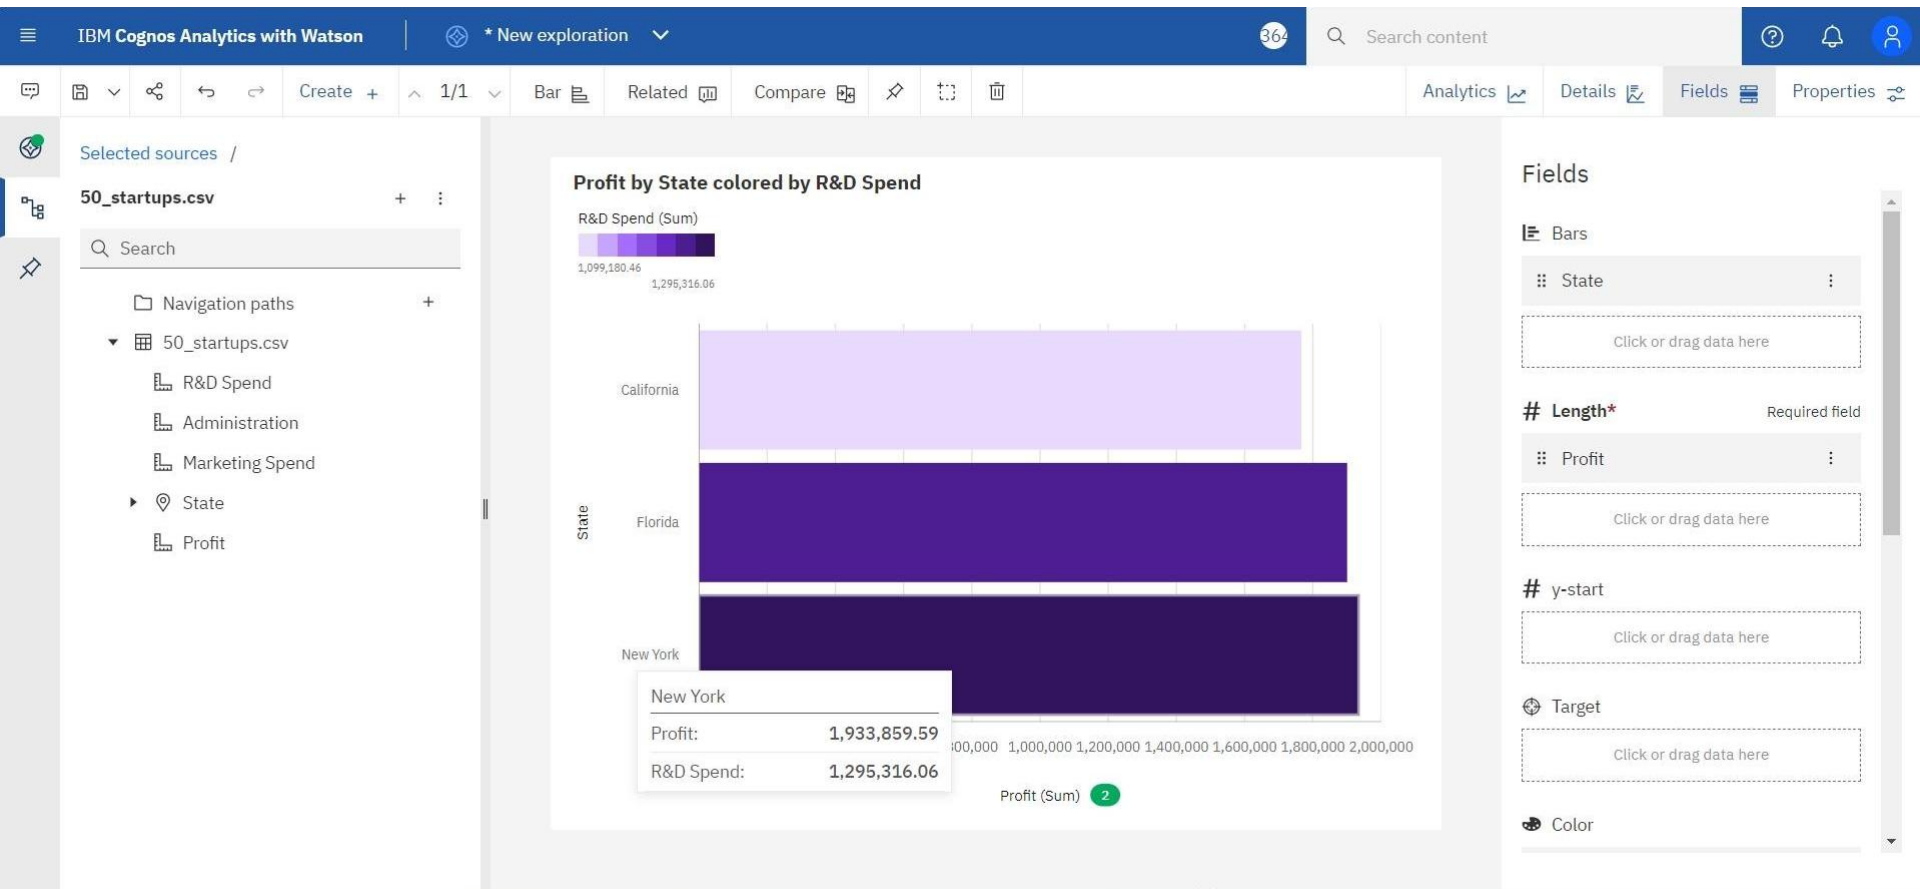 IBM Cognos Analytics with Watson
* New exploration
364
Search content
Create +
1/1
Bar
Related
Compare
Analytics
Details
Fields
Properties
Selected sources /
50_startups.csv
Search
Navigation paths
50_startups.csv
R&D Spend
Administration
Marketing Spend
State
Profit
Profit by State colored by R&D Spend
R&D Spend (Sum)
1,099,180.46
1,295,316.06
California
Florida
New York
State
New York
Profit: 1,933,859.59
R&D Spend: 1,295,316.06
00,000 1,000,000 1,200,000 1,400,000 1,600,000 1,800,000 2,000,000
Profit (Sum) 2
Fields
Bars
State
Click or drag data here
# Length* Required field
Profit
Click or drag data here
# y-start
Click or drag data here
Target
Click or drag data here
Color